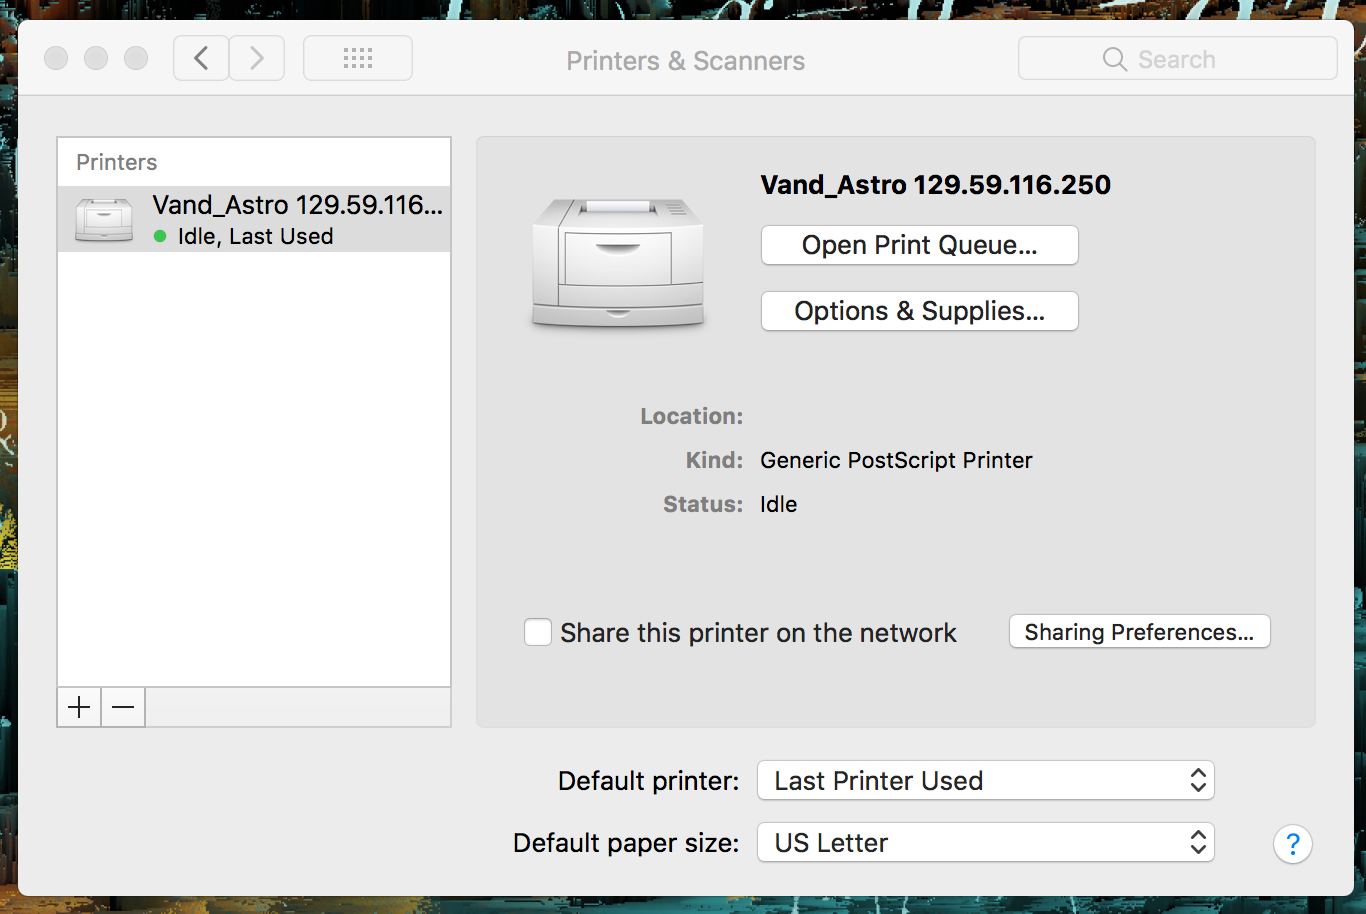 Printers & Scanners
Search
Printers
Vand_Astro 129.59.116...
Idle, Last Used
Vand_Astro 129.59.116.250
Open Print Queue...
Options & Supplies...
Location:
Kind: Generic PostScript Printer
Status: Idle
Share this printer on the network
Sharing Preferences...
Default printer: Last Printer Used
Default paper size: US Letter
?